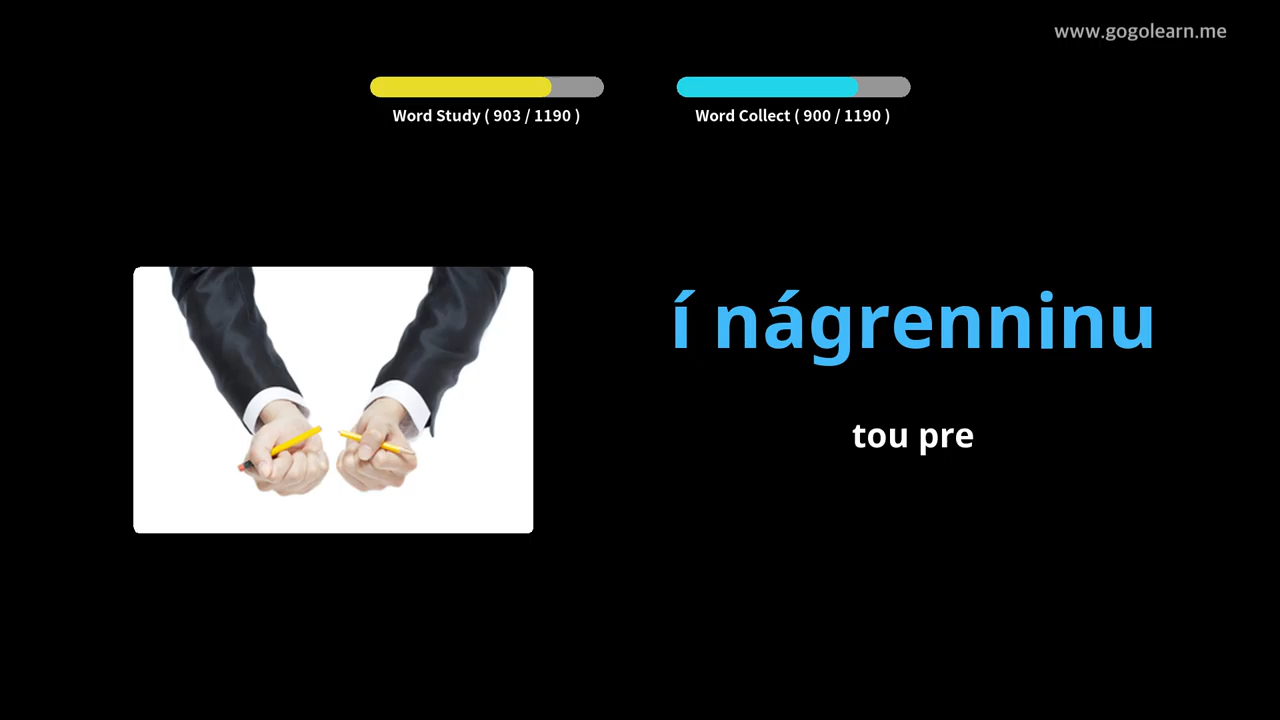 www.gogolearn.me
Word Study ( 903 / 1190 )
Word Collect ( 900 / 1190 )
í nágrenninu
tou pre